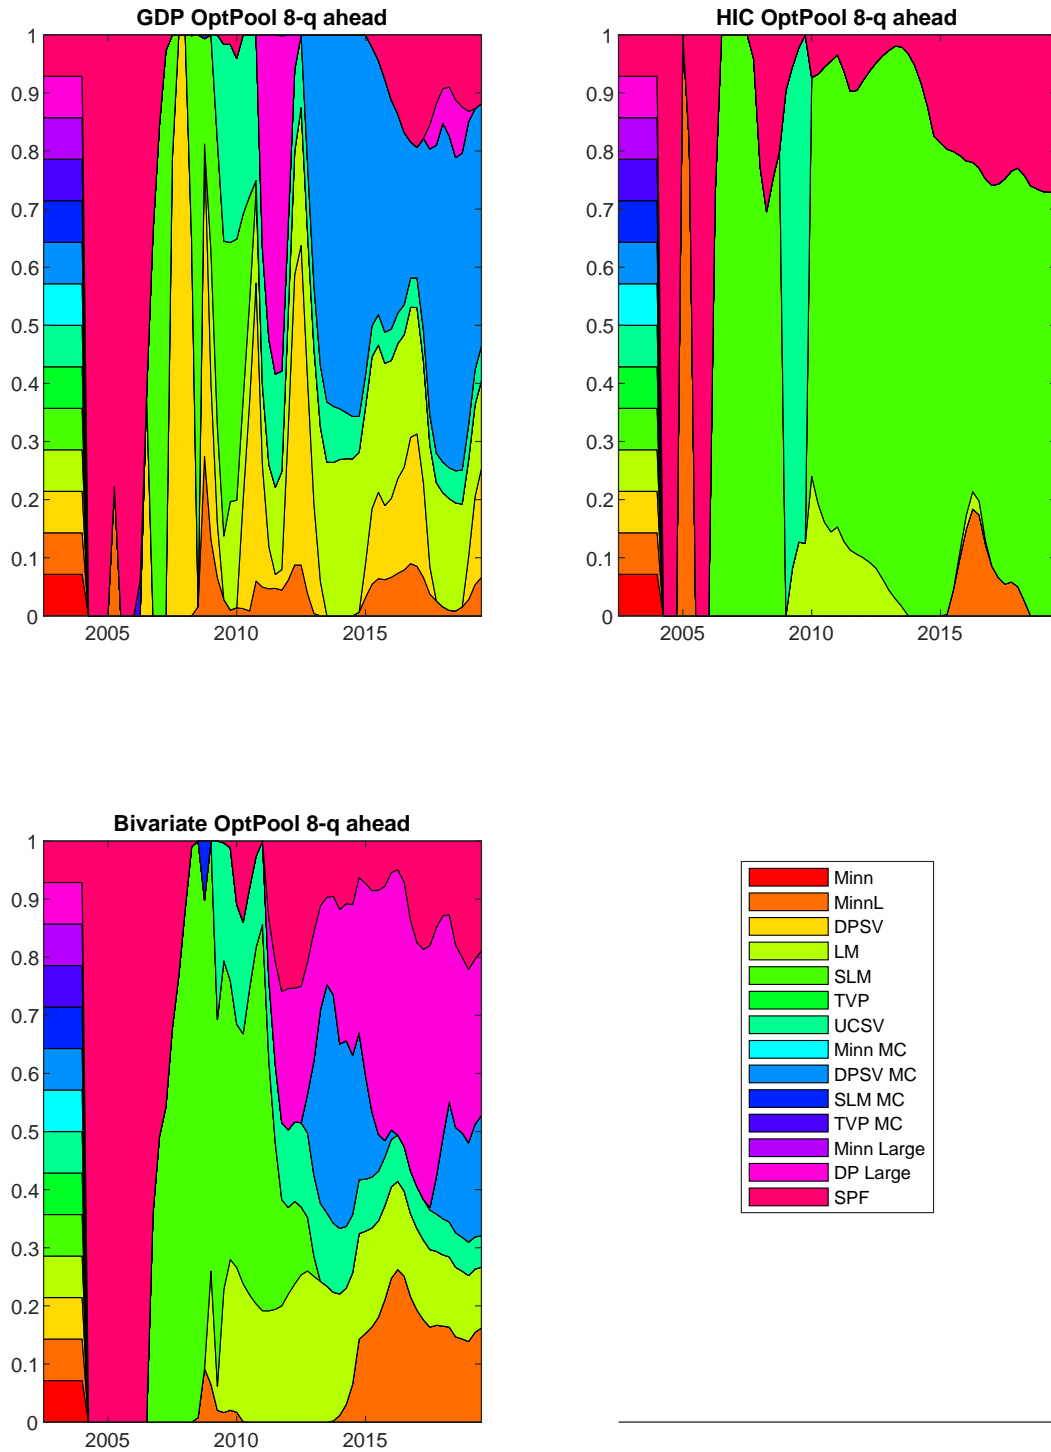 GDP OptPool 8-q ahead
1
0.9
0.8
0.7
0.6
0.5
0.4
0.3
0.2
0.1
0
2005 2010 2015
HIC OptPool 8-q ahead
1
0.9
0.8
0.7
0.6
0.5
0.4
0.3
0.2
0.1
0
2005 2010 2015
Bivariate OptPool 8-q ahead
1
0.9
0.8
0.7
0.6
0.5
0.4
0.3
0.2
0.1
0
2005 2010 2015
Minn
MinnL
DPSV
LM
SLM
TVP
UCSV
Minn MC
DPSV MC
SLM MC
TVP MC
Minn Large
DP Large
SPF